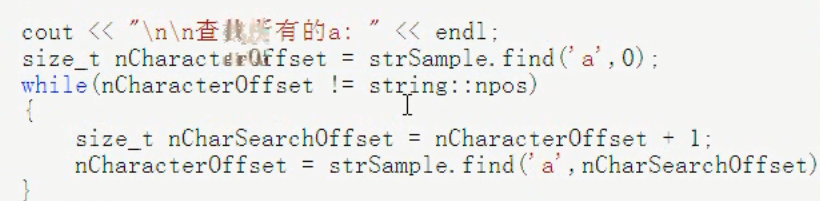 cout << "\n\n查找所有的a: " << endl;
size_t nCharacterOffset = strSample.find('a',0);
while(nCharacterOffset != string::npos)
{
size_t nCharSearchOffset = nCharacterOffset + 1;
nCharacterOffset = strSample.find('a',nCharSearchOffset)
}